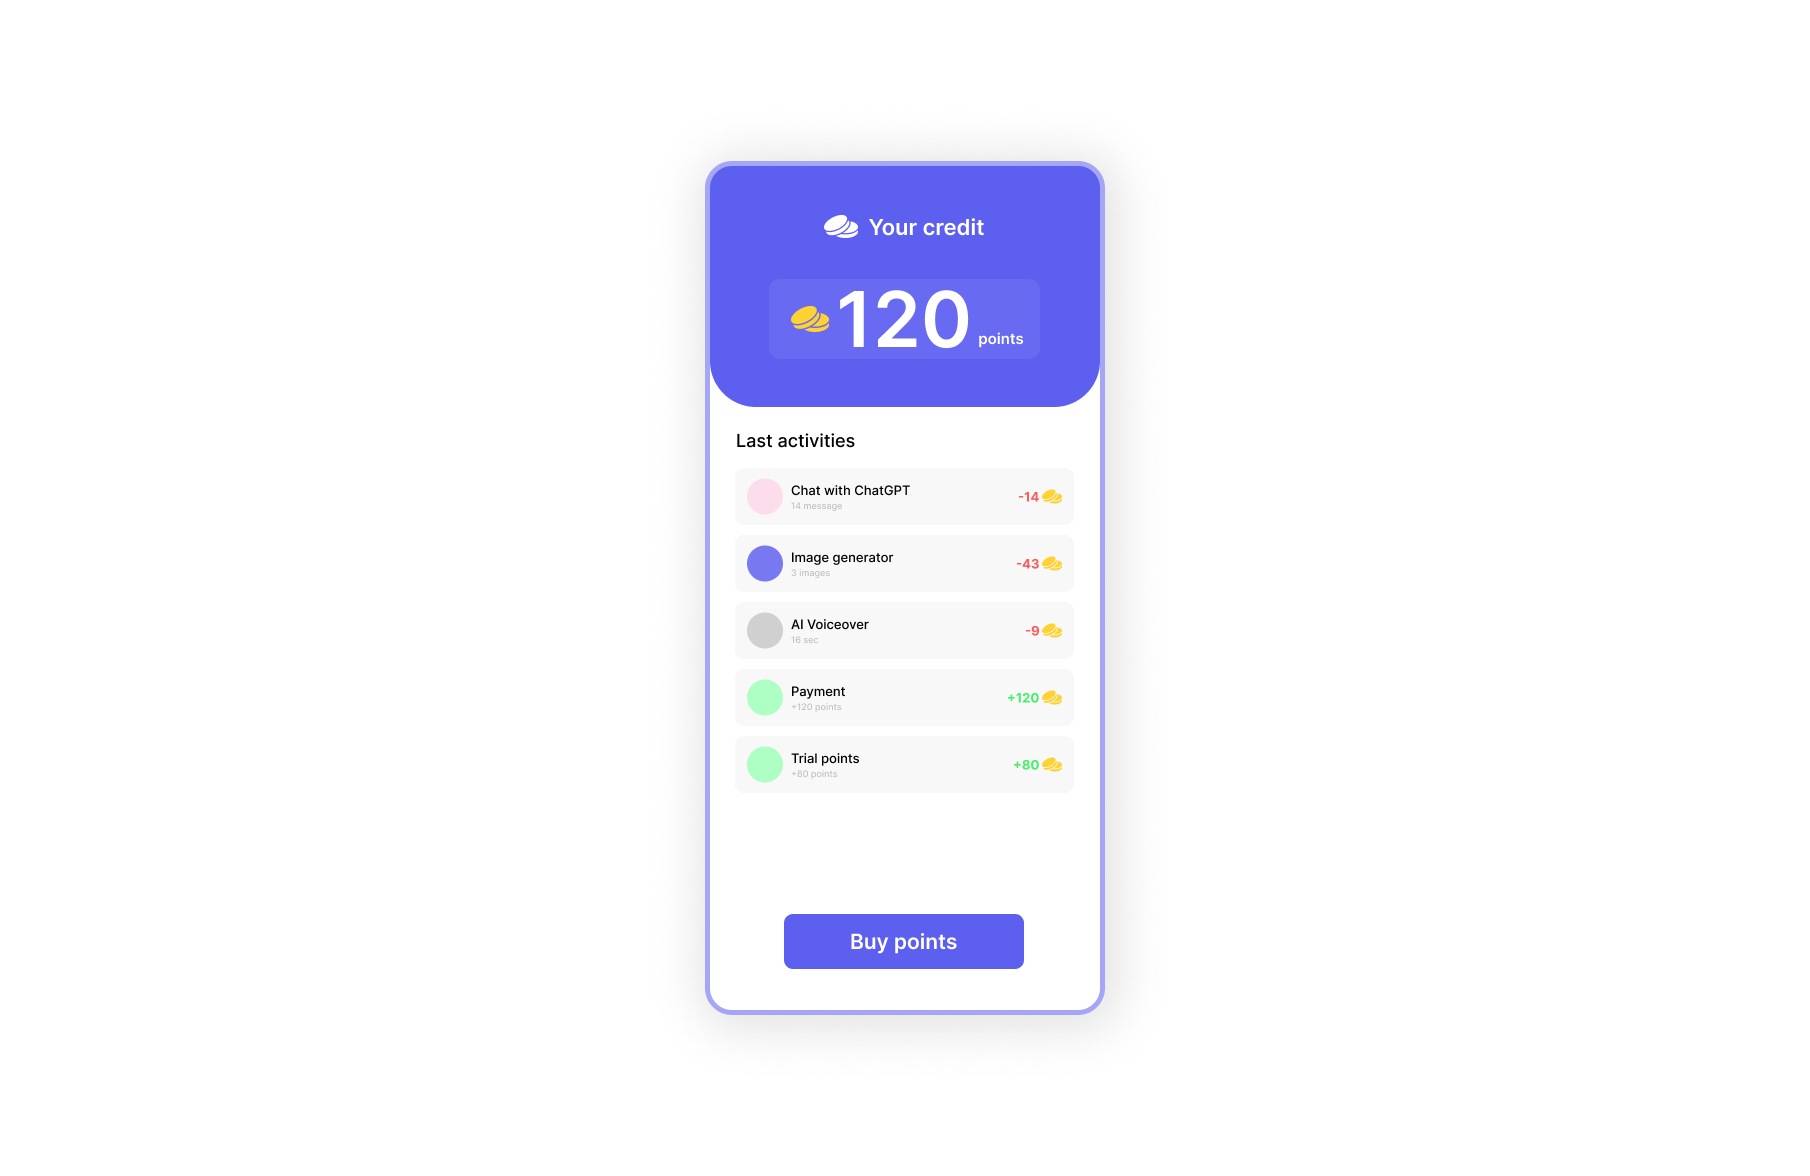 Your credit
120 points
Last activities
Chat with ChatGPT
14 message
-14
Image generator
3 images
-43
AI Voiceover
16 sec
-9
Payment
+120 points
+120
Trial points
+80 points
+80
Buy points